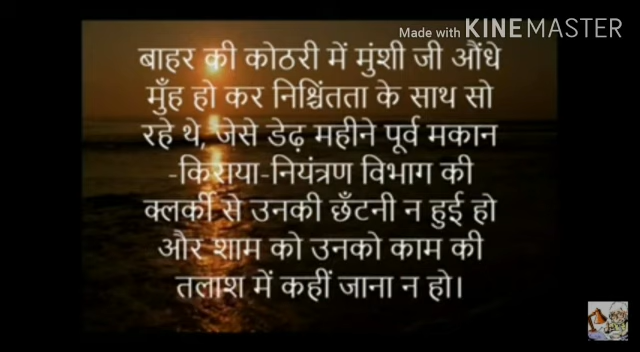 Made with KINEMASTER
बाहर की कोठरी में मुंशी जी औंधे
मुँह हो कर निश्चिंतता के साथ सो
रहे थे, जेसे डेढ़ महीने पूर्व मकान
-किराया-नियंत्रण विभाग की
क्लर्की से उनकी छँटनी न हुई हो
और शाम को उनको काम की
तलाश में कहीं जाना न हो।